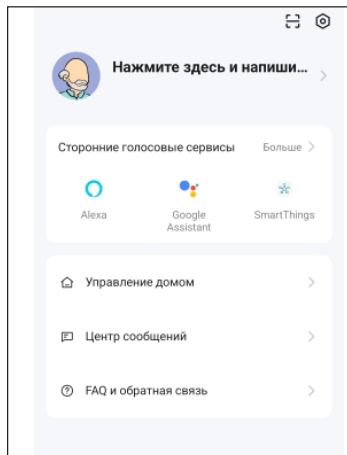 Нажмите здесь и напиши...
Сторонние голосовые сервисы Больше
Alexa Google SmartThings
Assistant
Управление домом
Центр сообщений
FAQ и обратная связь